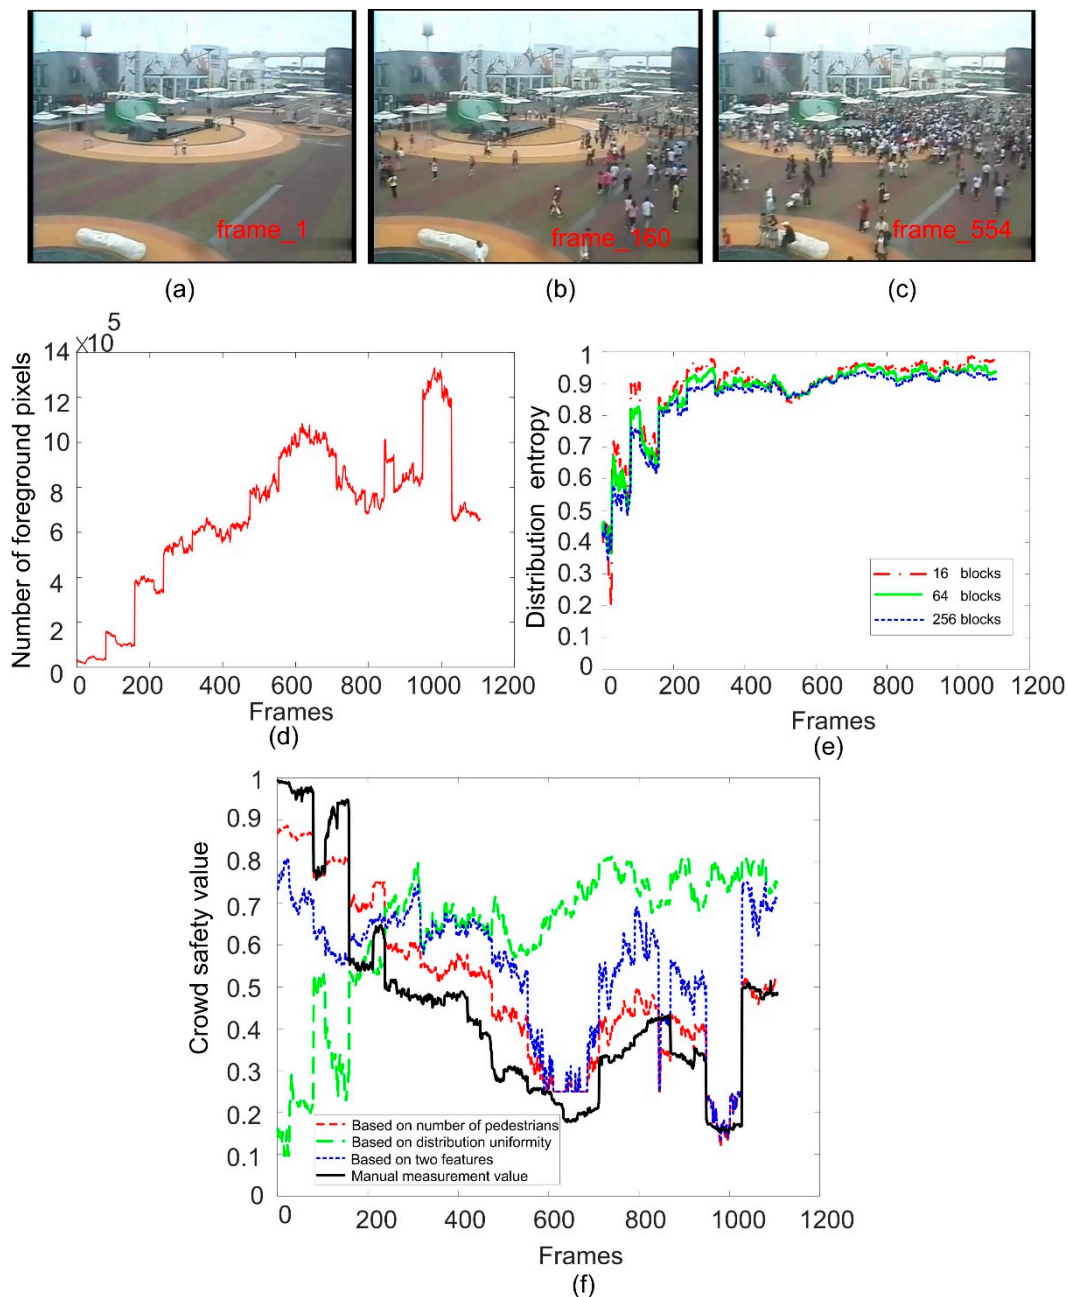 frame_1
frame_160
frame_554
(a)
(b)
(c)
×10
5
14
12
10
8
6
4
2
0
Number of foreground pixels
0 200 400 600 800 1000 1200
Frames
(d)
1
0.9
0.8
0.7
0.6
0.5
0.4
0.3
0.2
0.1
0
Distribution entropy
16 blocks
64 blocks
256 blocks
0 200 400 600 800 1000 1200
Frames
(e)
1
0.9
0.8
0.7
0.6
0.5
0.4
0.3
0.2
0.1
0
Crowd safety value
Based on number of pedestrians
Based on distribution uniformity
Based on two features
Manual measurement value
0 200 400 600 800 1000 1200
Frames
(f)